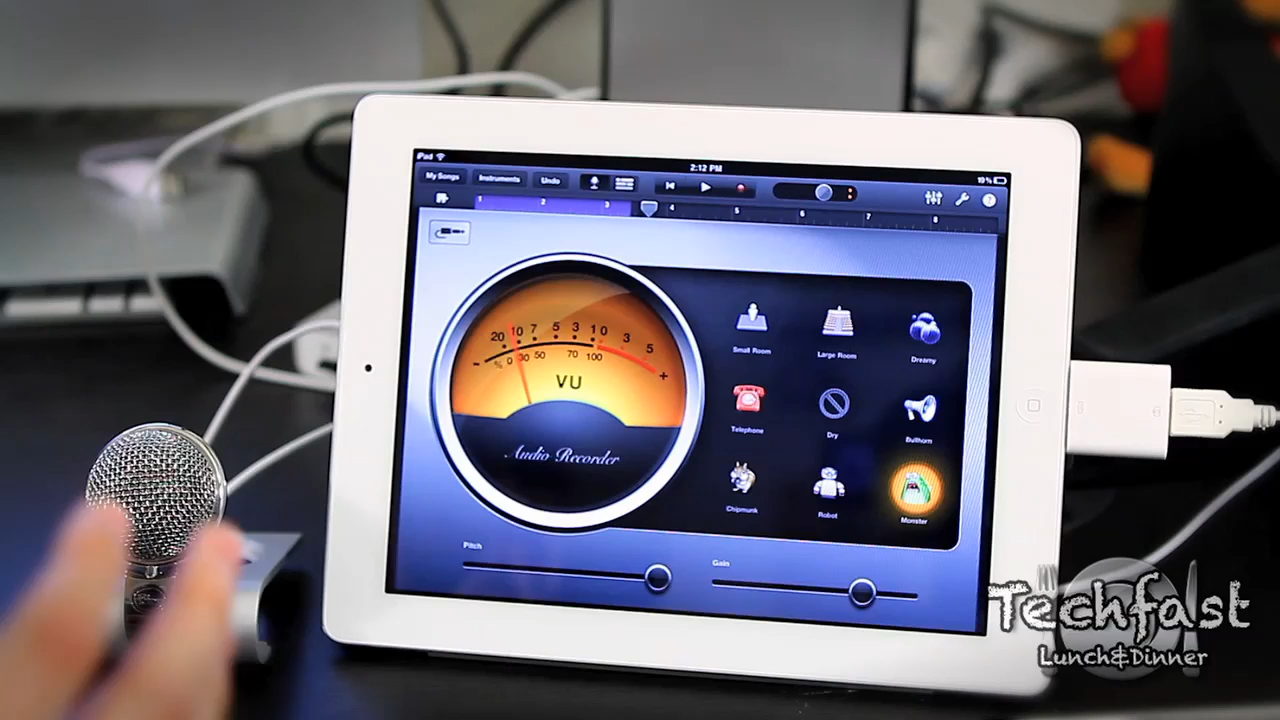 iPad
2:12 PM
19%
My Songs
Instruments
Undo
1 2 3 4 5 6 7 8
?
20 10 7 5 3 1 0 3 5
- % 0 30 50 70 100 +
VU
Audio Recorder
Small Room
Large Room
Dreamy
Telephone
Dry
Bullhorn
Chipmunk
Robot
Monster
Pitch
Gain
Techfast
Lunch&Dinner